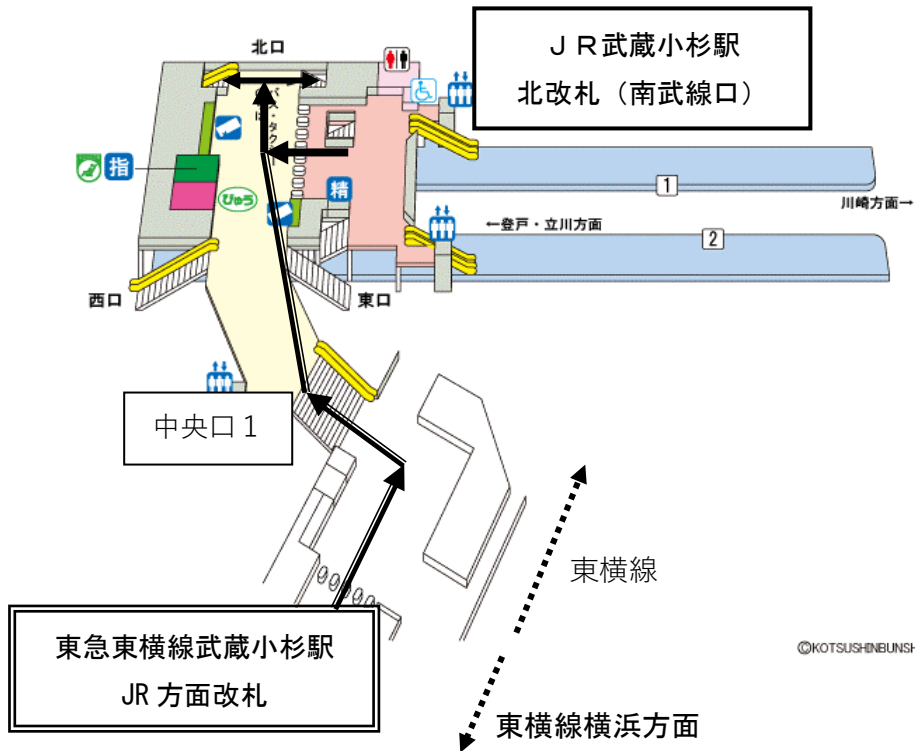 北口
JR武蔵小杉駅
北改札(南武線口)
指
びゅう
精
1
川崎方面→
←登戸・立川方面
2
西口
東口
中央口1
東横線
東急東横線武蔵小杉駅
JR方面改札
©KOTSUSHINBUNSH
東横線横浜方面